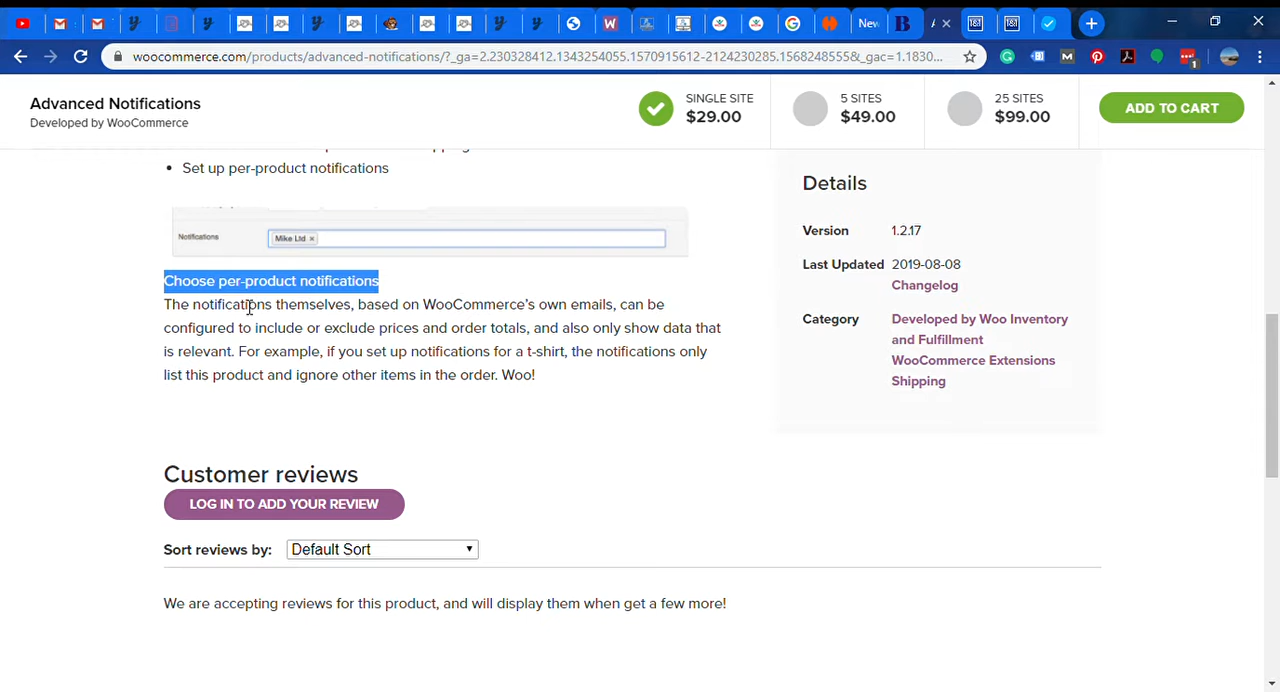 New
A
woocommerce.com/products/advanced-notifications/?_ga=2.230328412.1343254055.1570915612-2124230285.1568248555&_gac=1.1830...
Advanced Notifications
Developed by WooCommerce
SINGLE SITE
$29.00
5 SITES
$49.00
25 SITES
$99.00
ADD TO CART
• Set up per-product notifications
Notifications
Mike Ltd ×
Choose per-product notifications
The notifications themselves, based on WooCommerce's own emails, can be
configured to include or exclude prices and order totals, and also only show data that
is relevant. For example, if you set up notifications for a t-shirt, the notifications only
list this product and ignore other items in the order. Woo!
Details
Version 1.2.17
Last Updated 2019-08-08
Changelog
Category Developed by Woo Inventory
and Fulfillment
WooCommerce Extensions
Shipping
Customer reviews
LOG IN TO ADD YOUR REVIEW
Sort reviews by: Default Sort
We are accepting reviews for this product, and will display them when get a few more!